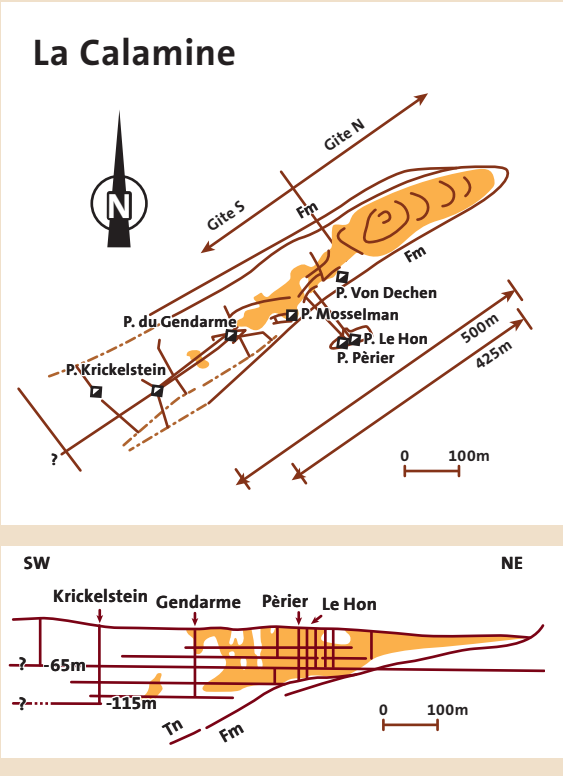 La Calamine
N
Gite N
Gite S
Fm
Fm
P. Von Dechen
P. Mosselman
P. du Gendarme
P. Le Hon
P. Pèrier
P. Krickelstein
500m
425m
?
0 100m
SW NE
Krickelstein Gendarme Pèrier Le Hon
? -65m
? -115m
Tn
Fm
0 100m